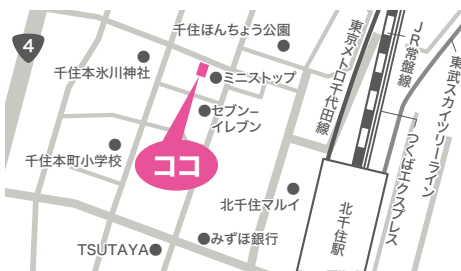 千住ほんちょう公園
4
千住本氷川神社
ミニストップ
セブン−
イレブン
ココ
千住本町小学校
北千住マルイ
みずほ銀行
TSUTAYA
北千住駅
東京メトロ千代田線
JR常盤線
東武スカイツリーライン
つくばエクスプレス